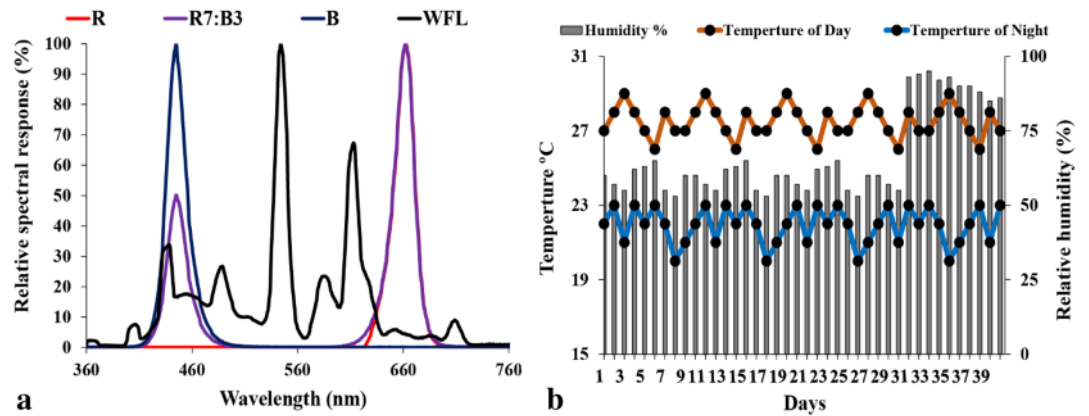 R R7:B3 B WFL
Relative spectral response (%)
100
90
80
70
60
50
40
30
20
10
0
360 460 560 660 760
Wavelength (nm)
a
Humidity % Temperture of Day Temperture of Night
Temperture °C
31
27
23
19
15
100
75
50
25
0
Relative humidity (%)
1 3 5 7 9 11 13 15 17 19 21 23 25 27 29 31 33 35 37 39
Days
b